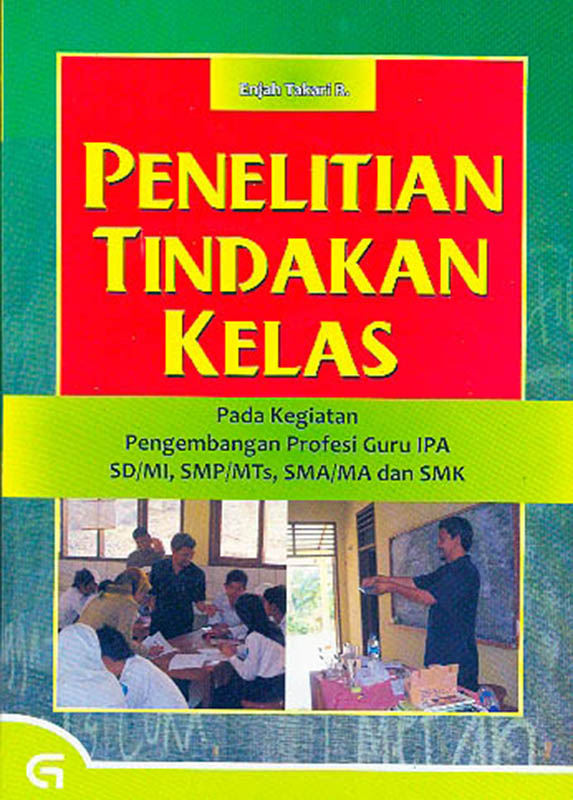 Enjah Takari R.
PENELITIAN
TINDAKAN
KELAS
Pada Kegiatan
Pengembangan Profesi Guru IPA
SD/MI, SMP/MTs, SMA/MA dan SMK